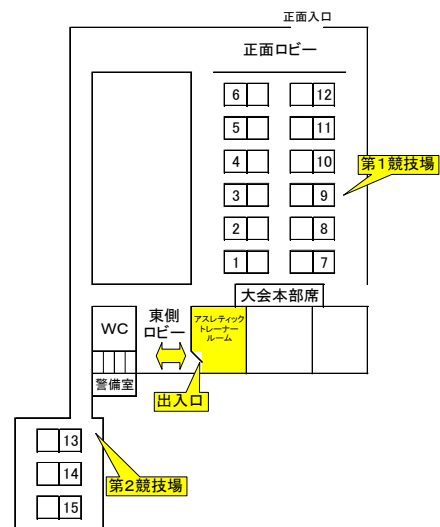 正面入口
正面ロビー
6 12
5 11
4 10
3 9
2 8
1 7
第1競技場
大会本部席
WC
東側
ロビー
アスレティック
トレーナー
ルーム
警備室
出入口
13
14
15
第2競技場